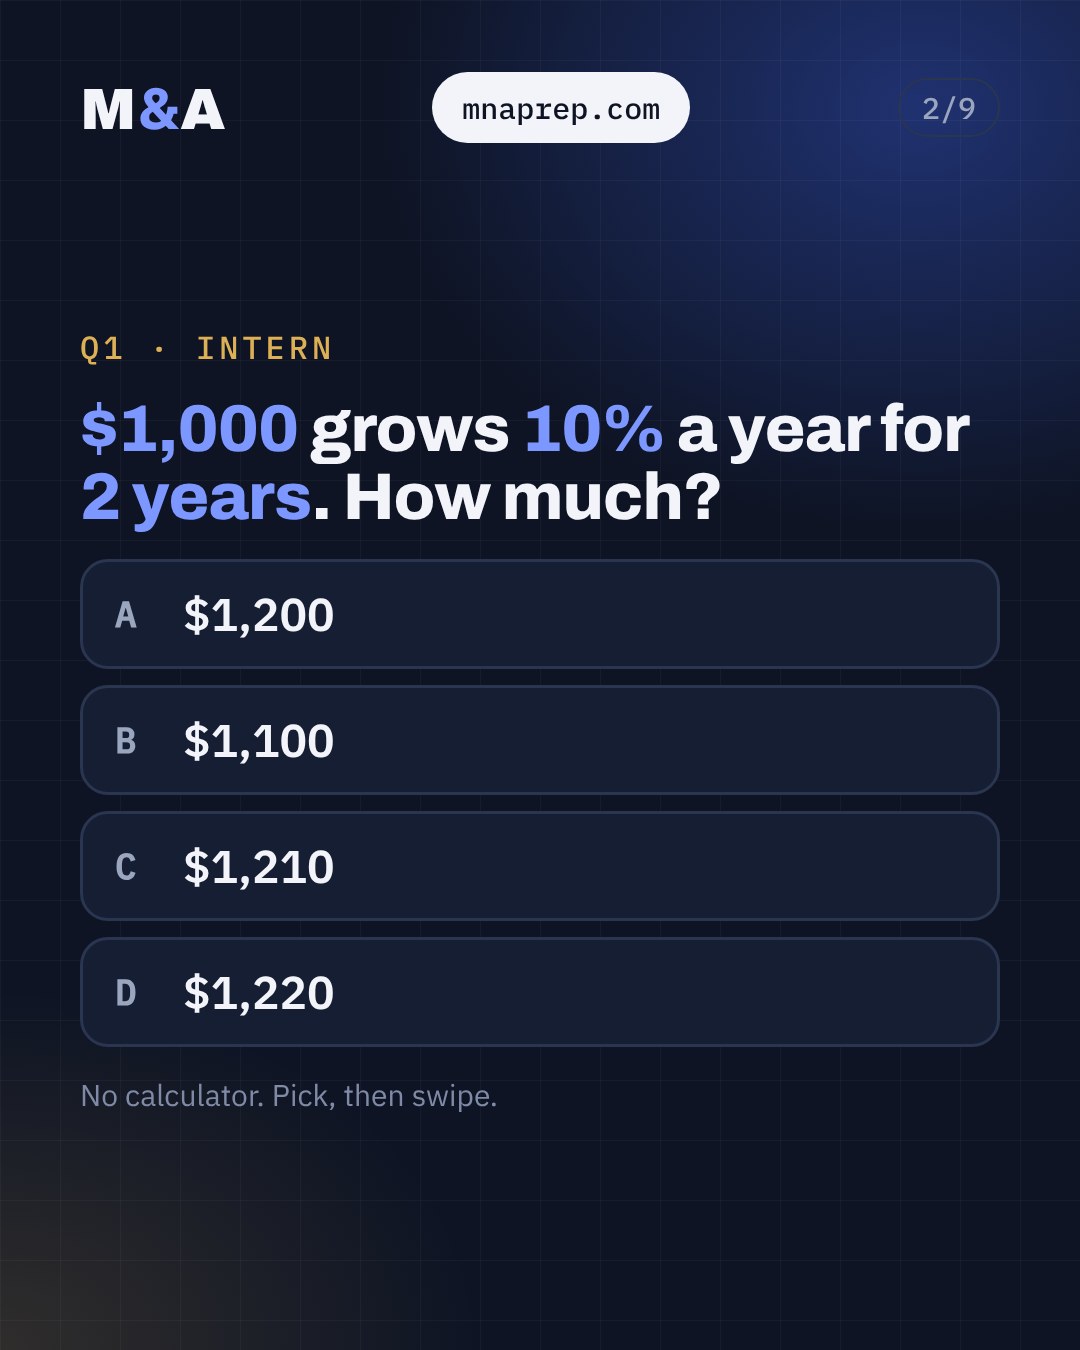 M&A
mnaprep.com
2/9
Q1 · INTERN
$1,000 grows 10% a year for
2 years. How much?
A $1,200
B $1,100
C $1,210
D $1,220
No calculator. Pick, then swipe.